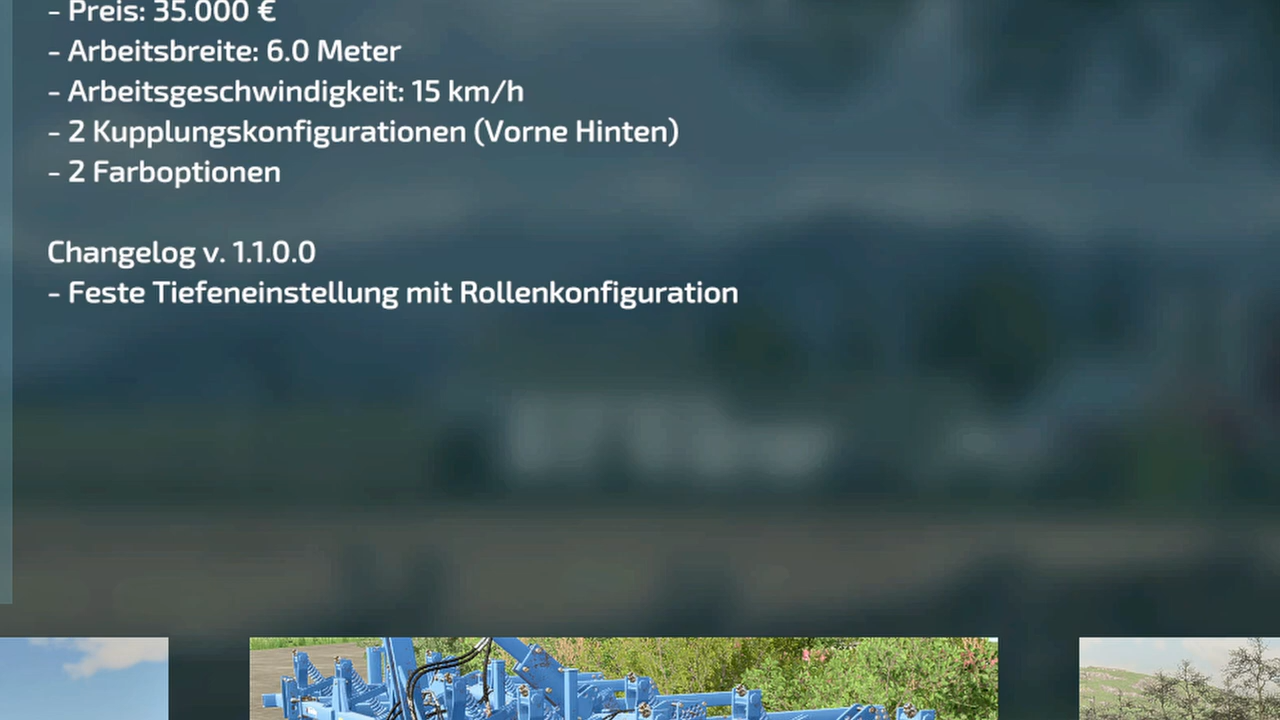 - Preis: 35.000 €
- Arbeitsbreite: 6.0 Meter
- Arbeitsgeschwindigkeit: 15 km/h
- 2 Kupplungskonfigurationen (Vorne Hinten)
- 2 Farboptionen
Changelog v. 1.1.0.0
- Feste Tiefeneinstellung mit Rollenkonfiguration